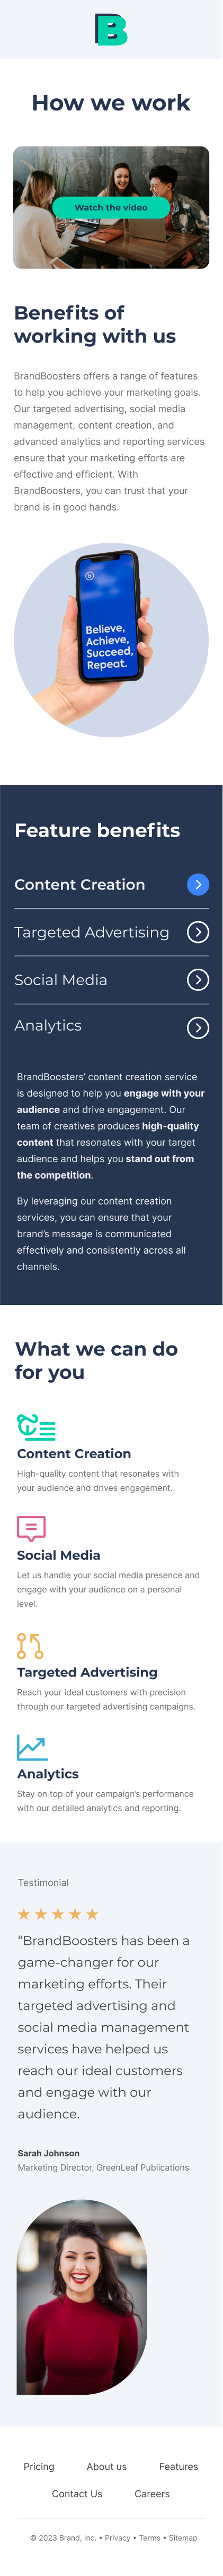 B
How we work
Watch the video
Benefits of
working with us
BrandBoosters offers a range of features
to help you achieve your marketing goals.
Our targeted advertising, social media
management, content creation, and
advanced analytics and reporting services
ensure that your marketing efforts are
effective and efficient. With
BrandBoosters, you can trust that your
brand is in good hands.
Believe,
Achieve,
Succeed,
Repeat.
Feature benefits
Content Creation
Targeted Advertising
Social Media
Analytics
BrandBoosters' content creation service
is designed to help you engage with your
audience and drive engagement. Our
team of creatives produces high-quality
content that resonates with your target
audience and helps you stand out from
the competition.
By leveraging our content creation
services, you can ensure that your
brand's message is communicated
effectively and consistently across all
channels.
What we can do
for you
Content Creation
High-quality content that resonates with
your audience and drives engagement.
Social Media
Let us handle your social media presence and
engage with your audience on a personal
level.
Targeted Advertising
Reach your ideal customers with precision
through our targeted advertising campaigns.
Analytics
Stay on top of your campaign's performance
with our detailed analytics and reporting.
Testimonial
“BrandBoosters has been a
game-changer for our
marketing efforts. Their
targeted advertising and
social media management
services have helped us
reach our ideal customers
and engage with our
audience.
Sarah Johnson
Marketing Director, GreenLeaf Publications
Pricing About us Features
Contact Us Careers
© 2023 Brand, Inc. • Privacy • Terms • Sitemap